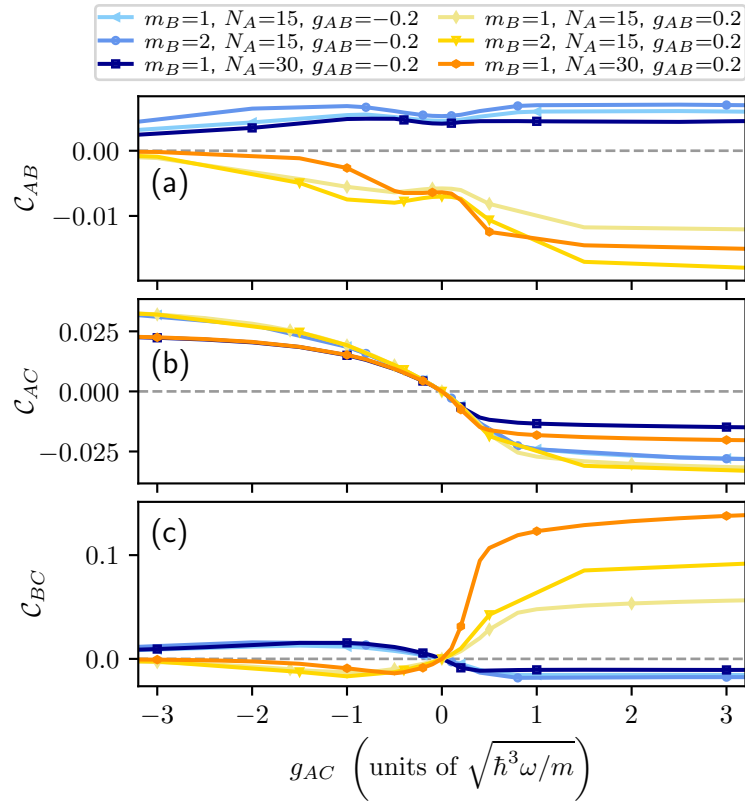 m_B=1, N_A=15, g_AB=−0.2 m_B=1, N_A=15, g_AB=0.2
m_B=2, N_A=15, g_AB=−0.2 m_B=2, N_A=15, g_AB=0.2
m_B=1, N_A=30, g_AB=−0.2 m_B=1, N_A=30, g_AB=0.2
0.00
−0.01
C_AB
(a)
0.025
0.000
−0.025
C_AC
(b)
0.1
0.0
C_BC
(c)
−3 −2 −1 0 1 2 3
g_AC (units of √ħ³ω/m)